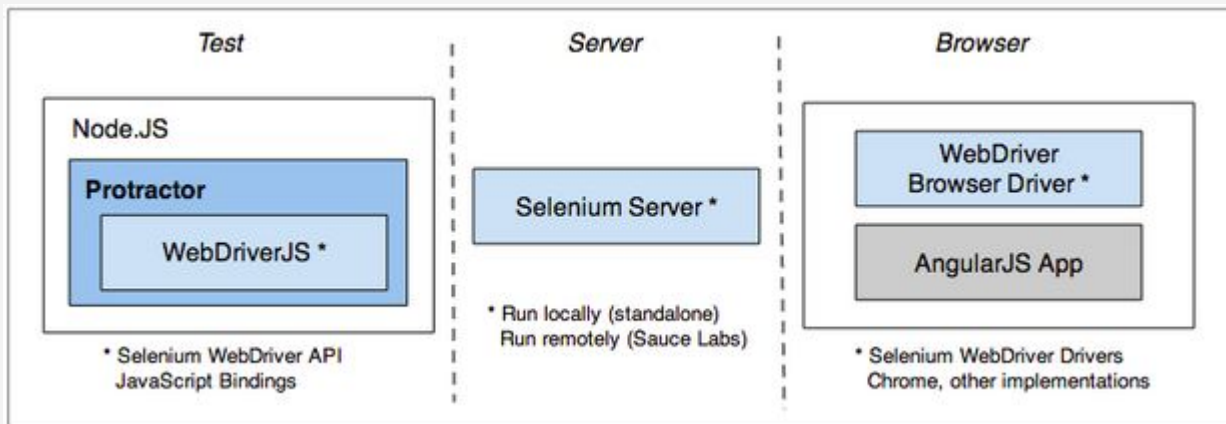 Test
Server
Browser
Node.JS
Protractor
WebDriverJS *
* Selenium WebDriver API
JavaScript Bindings
Selenium Server *
* Run locally (standalone)
Run remotely (Sauce Labs)
WebDriver
Browser Driver *
AngularJS App
* Selenium WebDriver Drivers
Chrome, other implementations